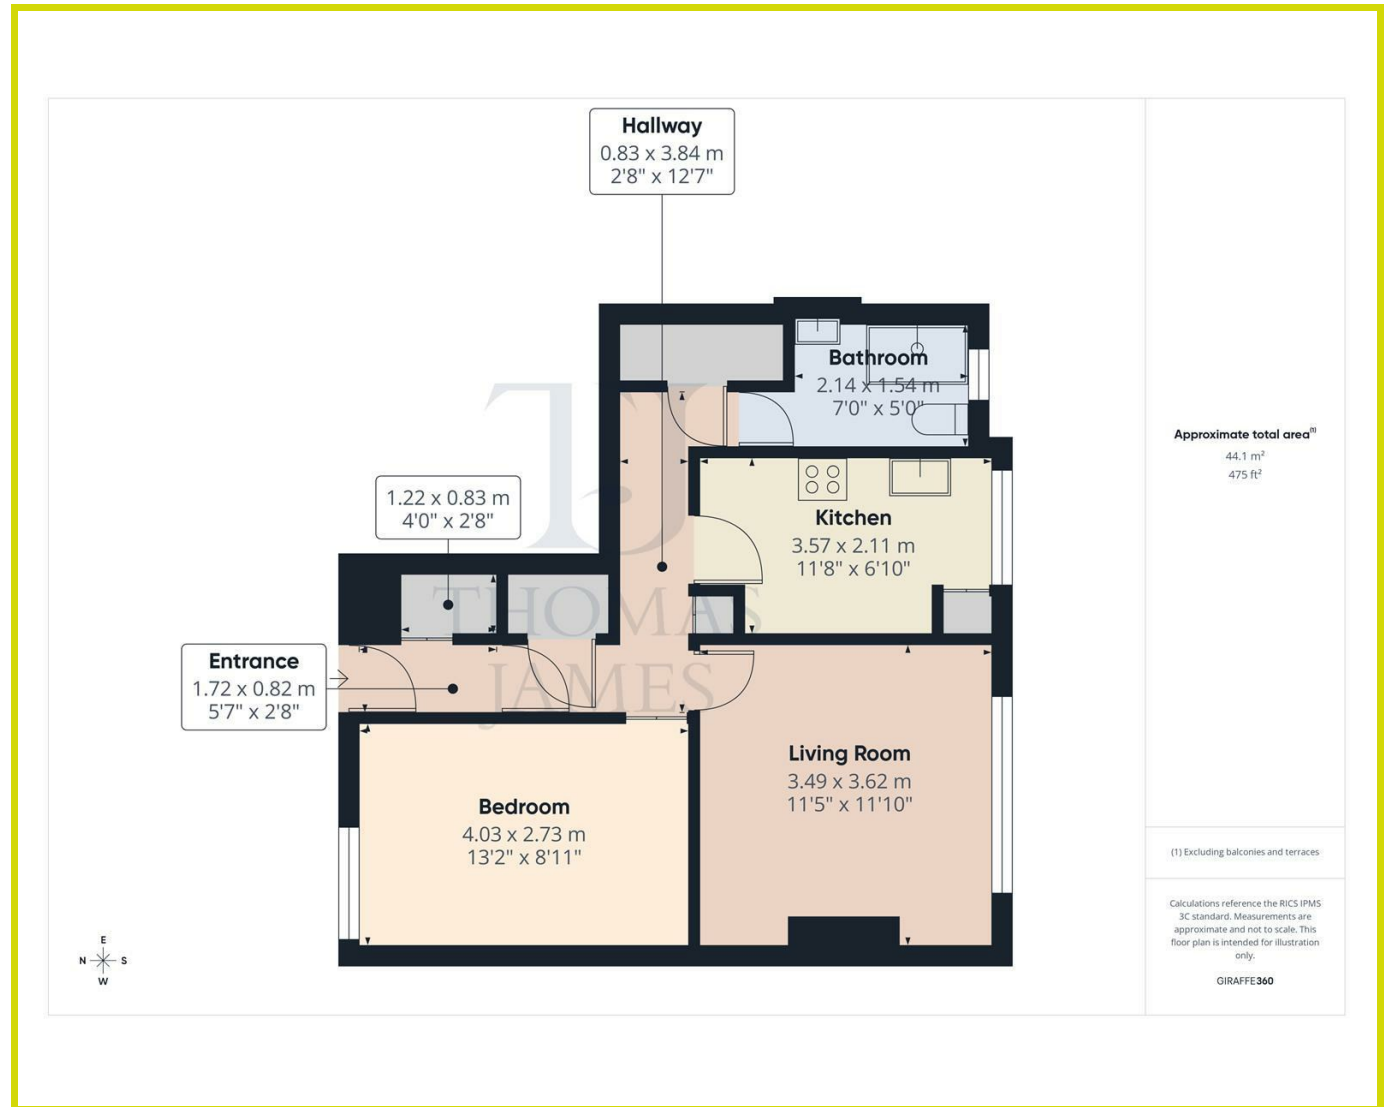 Hallway
0.83 x 3.84 m
2'8" x 12'7"
Bathroom
2.14 x 1.54 m
7'0" x 5'0"
1.22 x 0.83 m
4'0" x 2'8"
Kitchen
3.57 x 2.11 m
11'8" x 6'10"
TJ
THOMAS
JAMES
Entrance
1.72 x 0.82 m
5'7" x 2'8"
Living Room
3.49 x 3.62 m
11'5" x 11'10"
Bedroom
4.03 x 2.73 m
13'2" x 8'11"
E
N S
W
Approximate total area(1)
44.1 m²
475 ft²
(1) Excluding balconies and terraces
Calculations reference the RICS IPMS
3C standard. Measurements are
approximate and not to scale. This
floor plan is intended for illustration
only.
GIRAFFE360